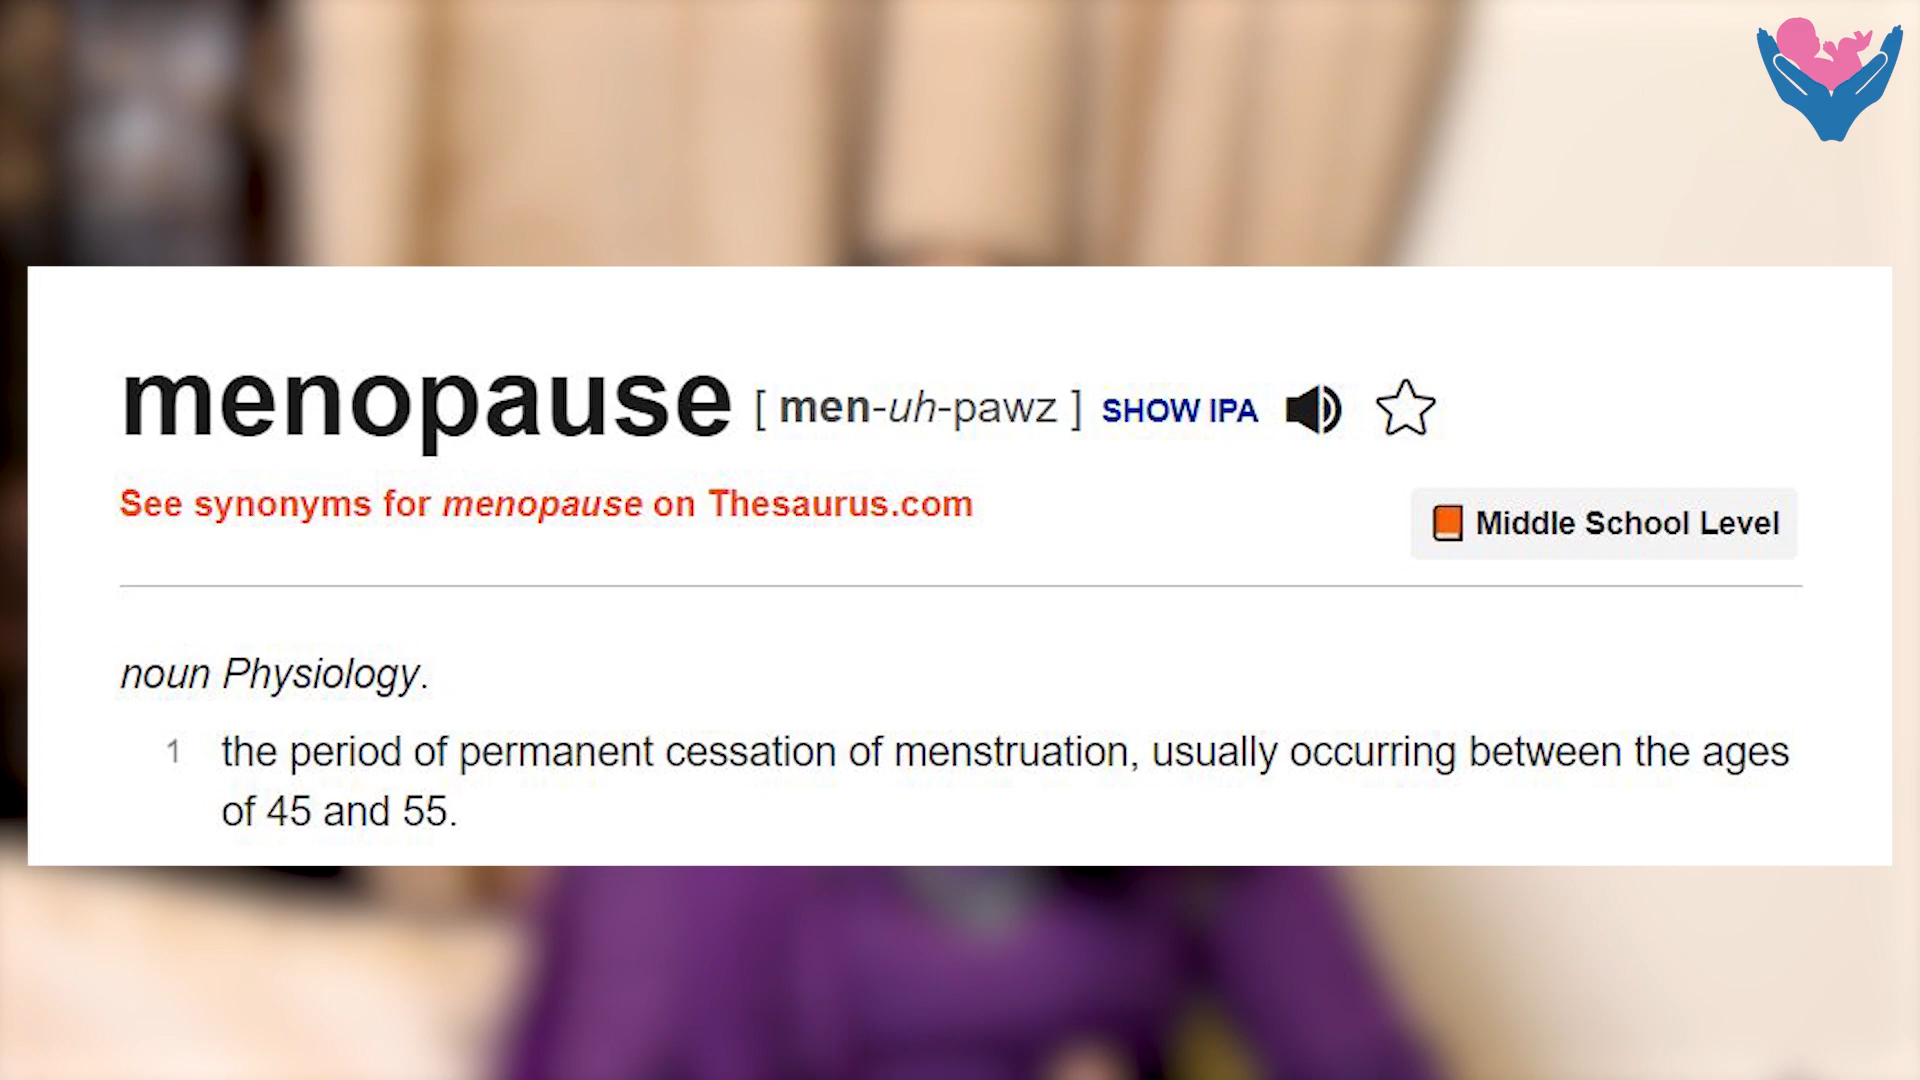 menopause [ men-uh-pawz ] SHOW IPA
See synonyms for menopause on Thesaurus.com
Middle School Level
noun Physiology.
1 the period of permanent cessation of menstruation, usually occurring between the ages
of 45 and 55.